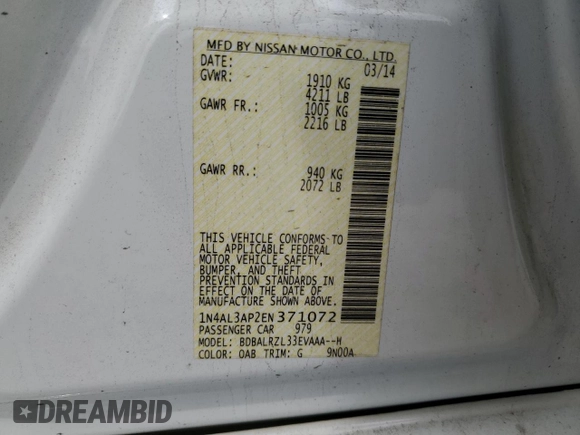 MFD BY NISSAN MOTOR CO., LTD.
DATE: 03/14
GVWR: 1910 KG
4211 LB
GAWR FR.: 1005 KG
2216 LB
GAWR RR.: 940 KG
2072 LB
THIS VEHICLE CONFORMS TO
ALL APPLICABLE FEDERAL
MOTOR VEHICLE SAFETY,
BUMPER, AND THEFT
PREVENTION STANDARDS IN
EFFECT ON THE DATE OF
MANUFACTURE SHOWN ABOVE.
1N4AL3AP2EN371072
PASSENGER CAR 979
MODEL: BDBALRZL33EVAAA--H
COLOR: QAB TRIM: G 9N00A
DREAMBID